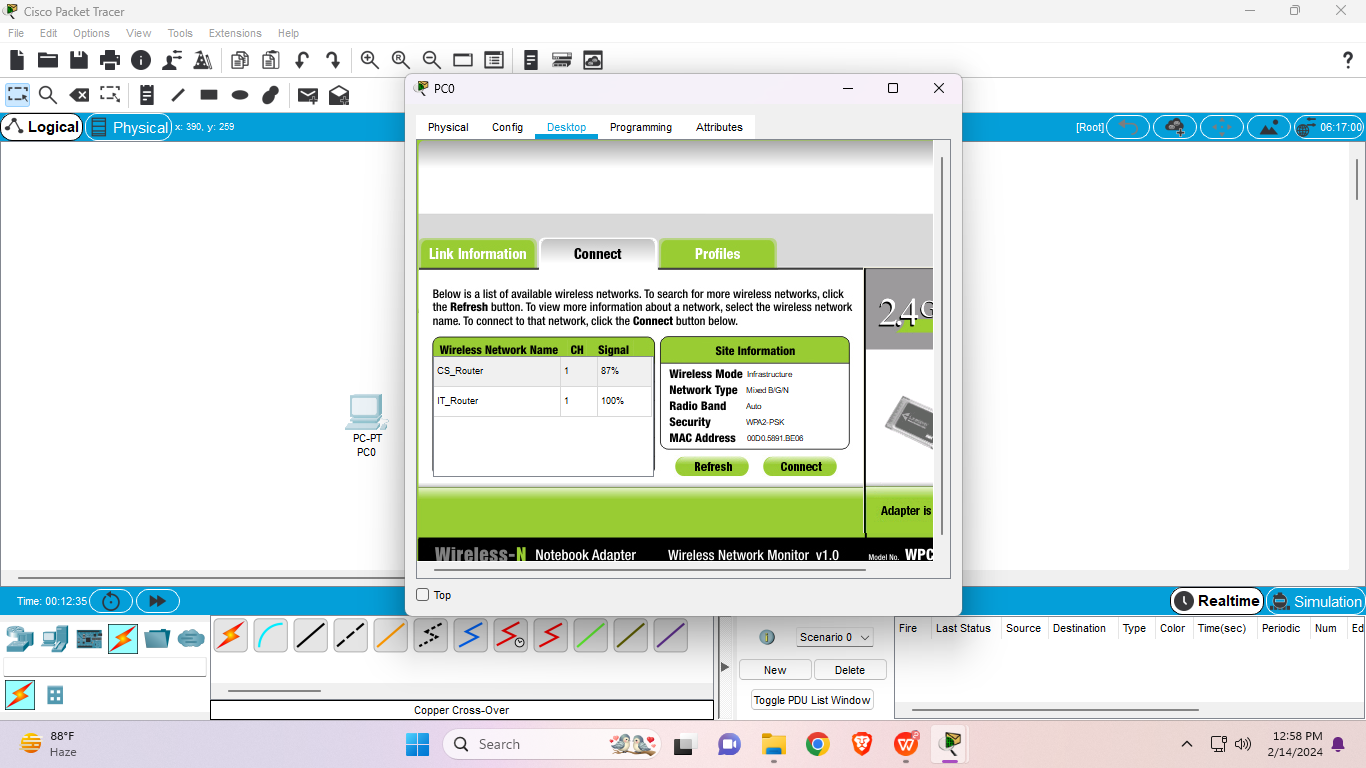 Cisco Packet Tracer
File Edit Options View Tools Extensions Help
Logical Physical x: 390, y: 259 [Root] 06:17:00
PC0
Physical Config Desktop Programming Attributes
Link Information Connect Profiles
Below is a list of available wireless networks. To search for more wireless networks, click
the Refresh button. To view more information about a network, select the wireless network
name. To connect to that network, click the Connect button below.
2.4G
Wireless Network Name CH Signal
CS_Router 1 87%
IT_Router 1 100%
Site Information
Wireless Mode Infrastructure
Network Type Mixed B/G/N
Radio Band Auto
Security WPA2-PSK
MAC Address 00D0.5891.BE06
Refresh Connect
Adapter is
Wireless-N Notebook Adapter Wireless Network Monitor v1.0 Model No. WPC
Top
PC-PT
PC0
Time: 00:12:35 Realtime Simulation
Scenario 0
New Delete
Toggle PDU List Window
Fire Last Status Source Destination Type Color Time(sec) Periodic Num Ed
Copper Cross-Over
88°F
Haze
Search
12:58 PM
2/14/2024